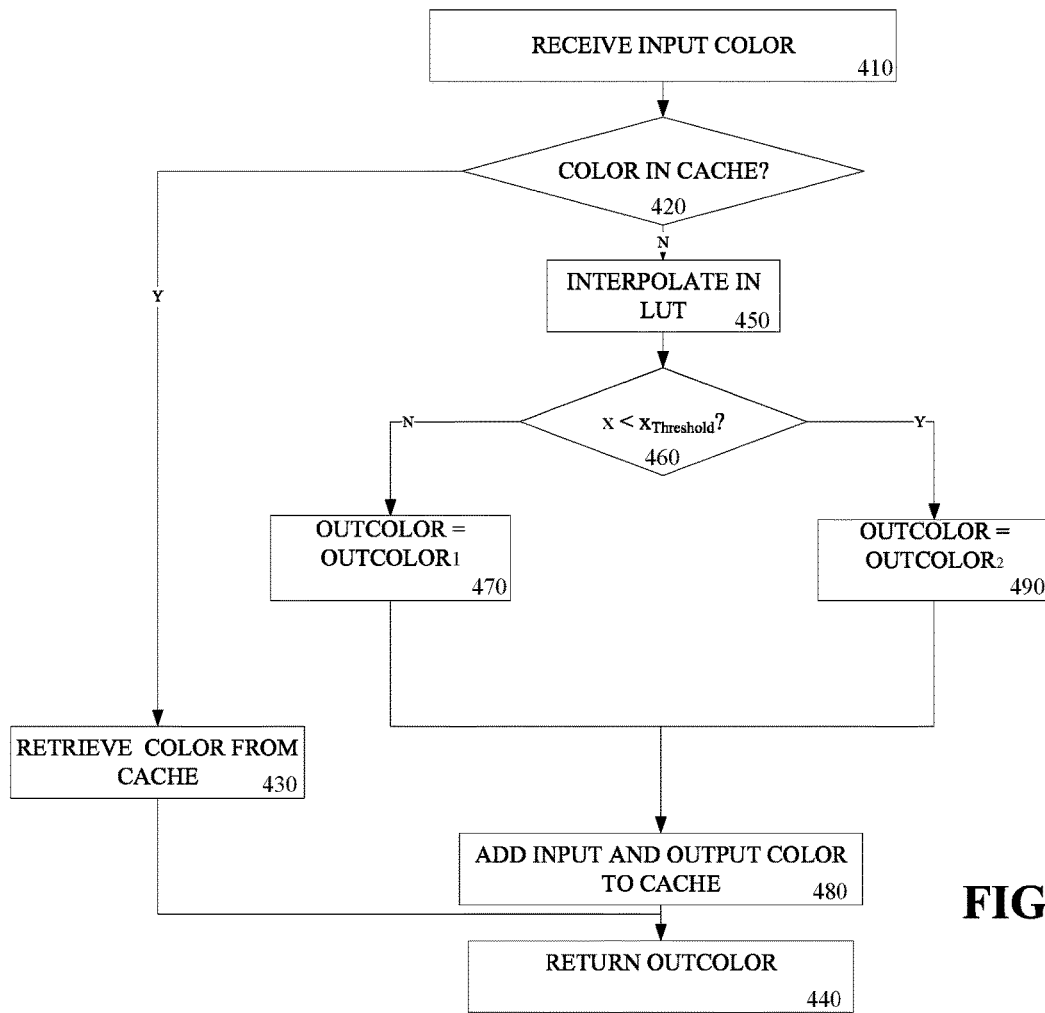 RECEIVE INPUT COLOR
410
COLOR IN CACHE?
420
N
Y
INTERPOLATE IN
LUT
450
x < xThreshold?
460
N
Y
OUTCOLOR =
OUTCOLOR1
470
OUTCOLOR =
OUTCOLOR2
490
RETRIEVE COLOR FROM
CACHE
430
ADD INPUT AND OUTPUT COLOR
TO CACHE
480
FIG
RETURN OUTCOLOR
440